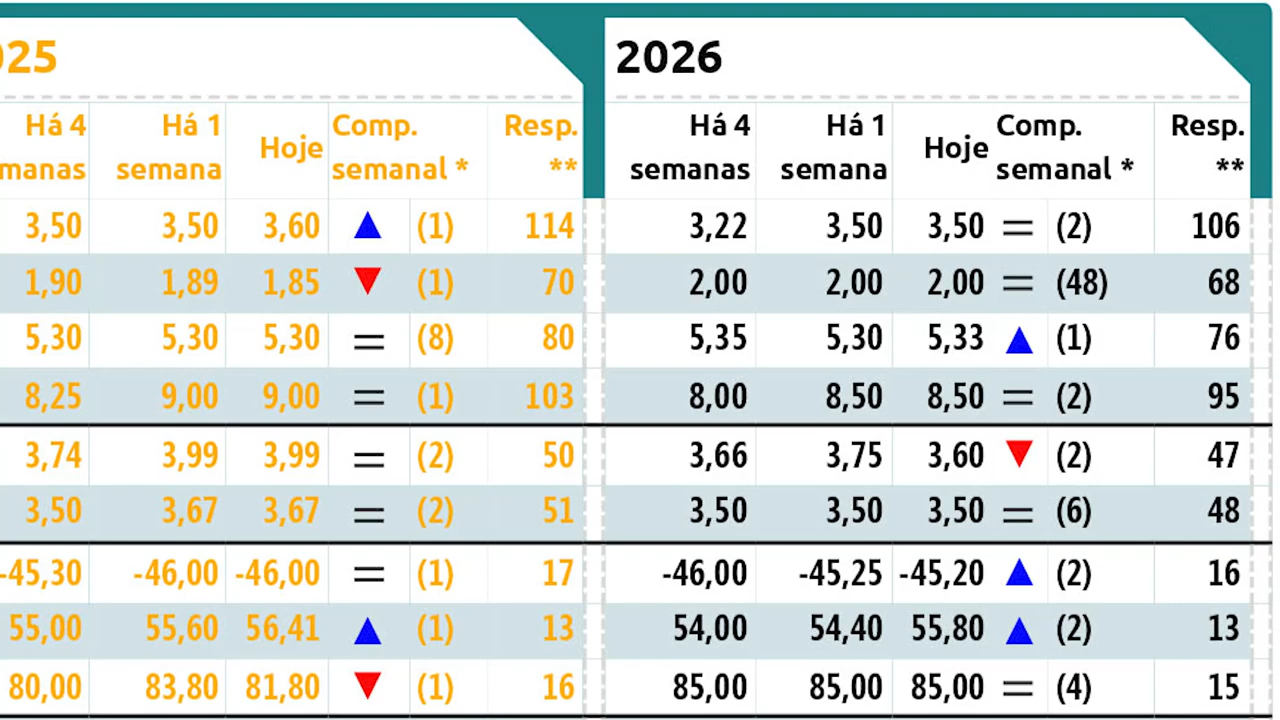 025 2026
Há 4 Há 1 Hoje Comp. Resp. Há 4 Há 1 Hoje Comp. Resp.
manas semana semanal * ** semanas semana semanal * **
3,50 3,50 3,60 ▲ (1) 114 3,22 3,50 3,50 = (2) 106
1,90 1,89 1,85 ▼ (1) 70 2,00 2,00 2,00 = (48) 68
5,30 5,30 5,30 = (8) 80 5,35 5,30 5,33 ▲ (1) 76
8,25 9,00 9,00 = (1) 103 8,00 8,50 8,50 = (2) 95
3,74 3,99 3,99 = (2) 50 3,66 3,75 3,60 ▼ (2) 47
3,50 3,67 3,67 = (2) 51 3,50 3,50 3,50 = (6) 48
-45,30 -46,00 -46,00 = (1) 17 -46,00 -45,25 -45,20 ▲ (2) 16
55,00 55,60 56,41 ▲ (1) 13 54,00 54,40 55,80 ▲ (2) 13
80,00 83,80 81,80 ▼ (1) 16 85,00 85,00 85,00 = (4) 15